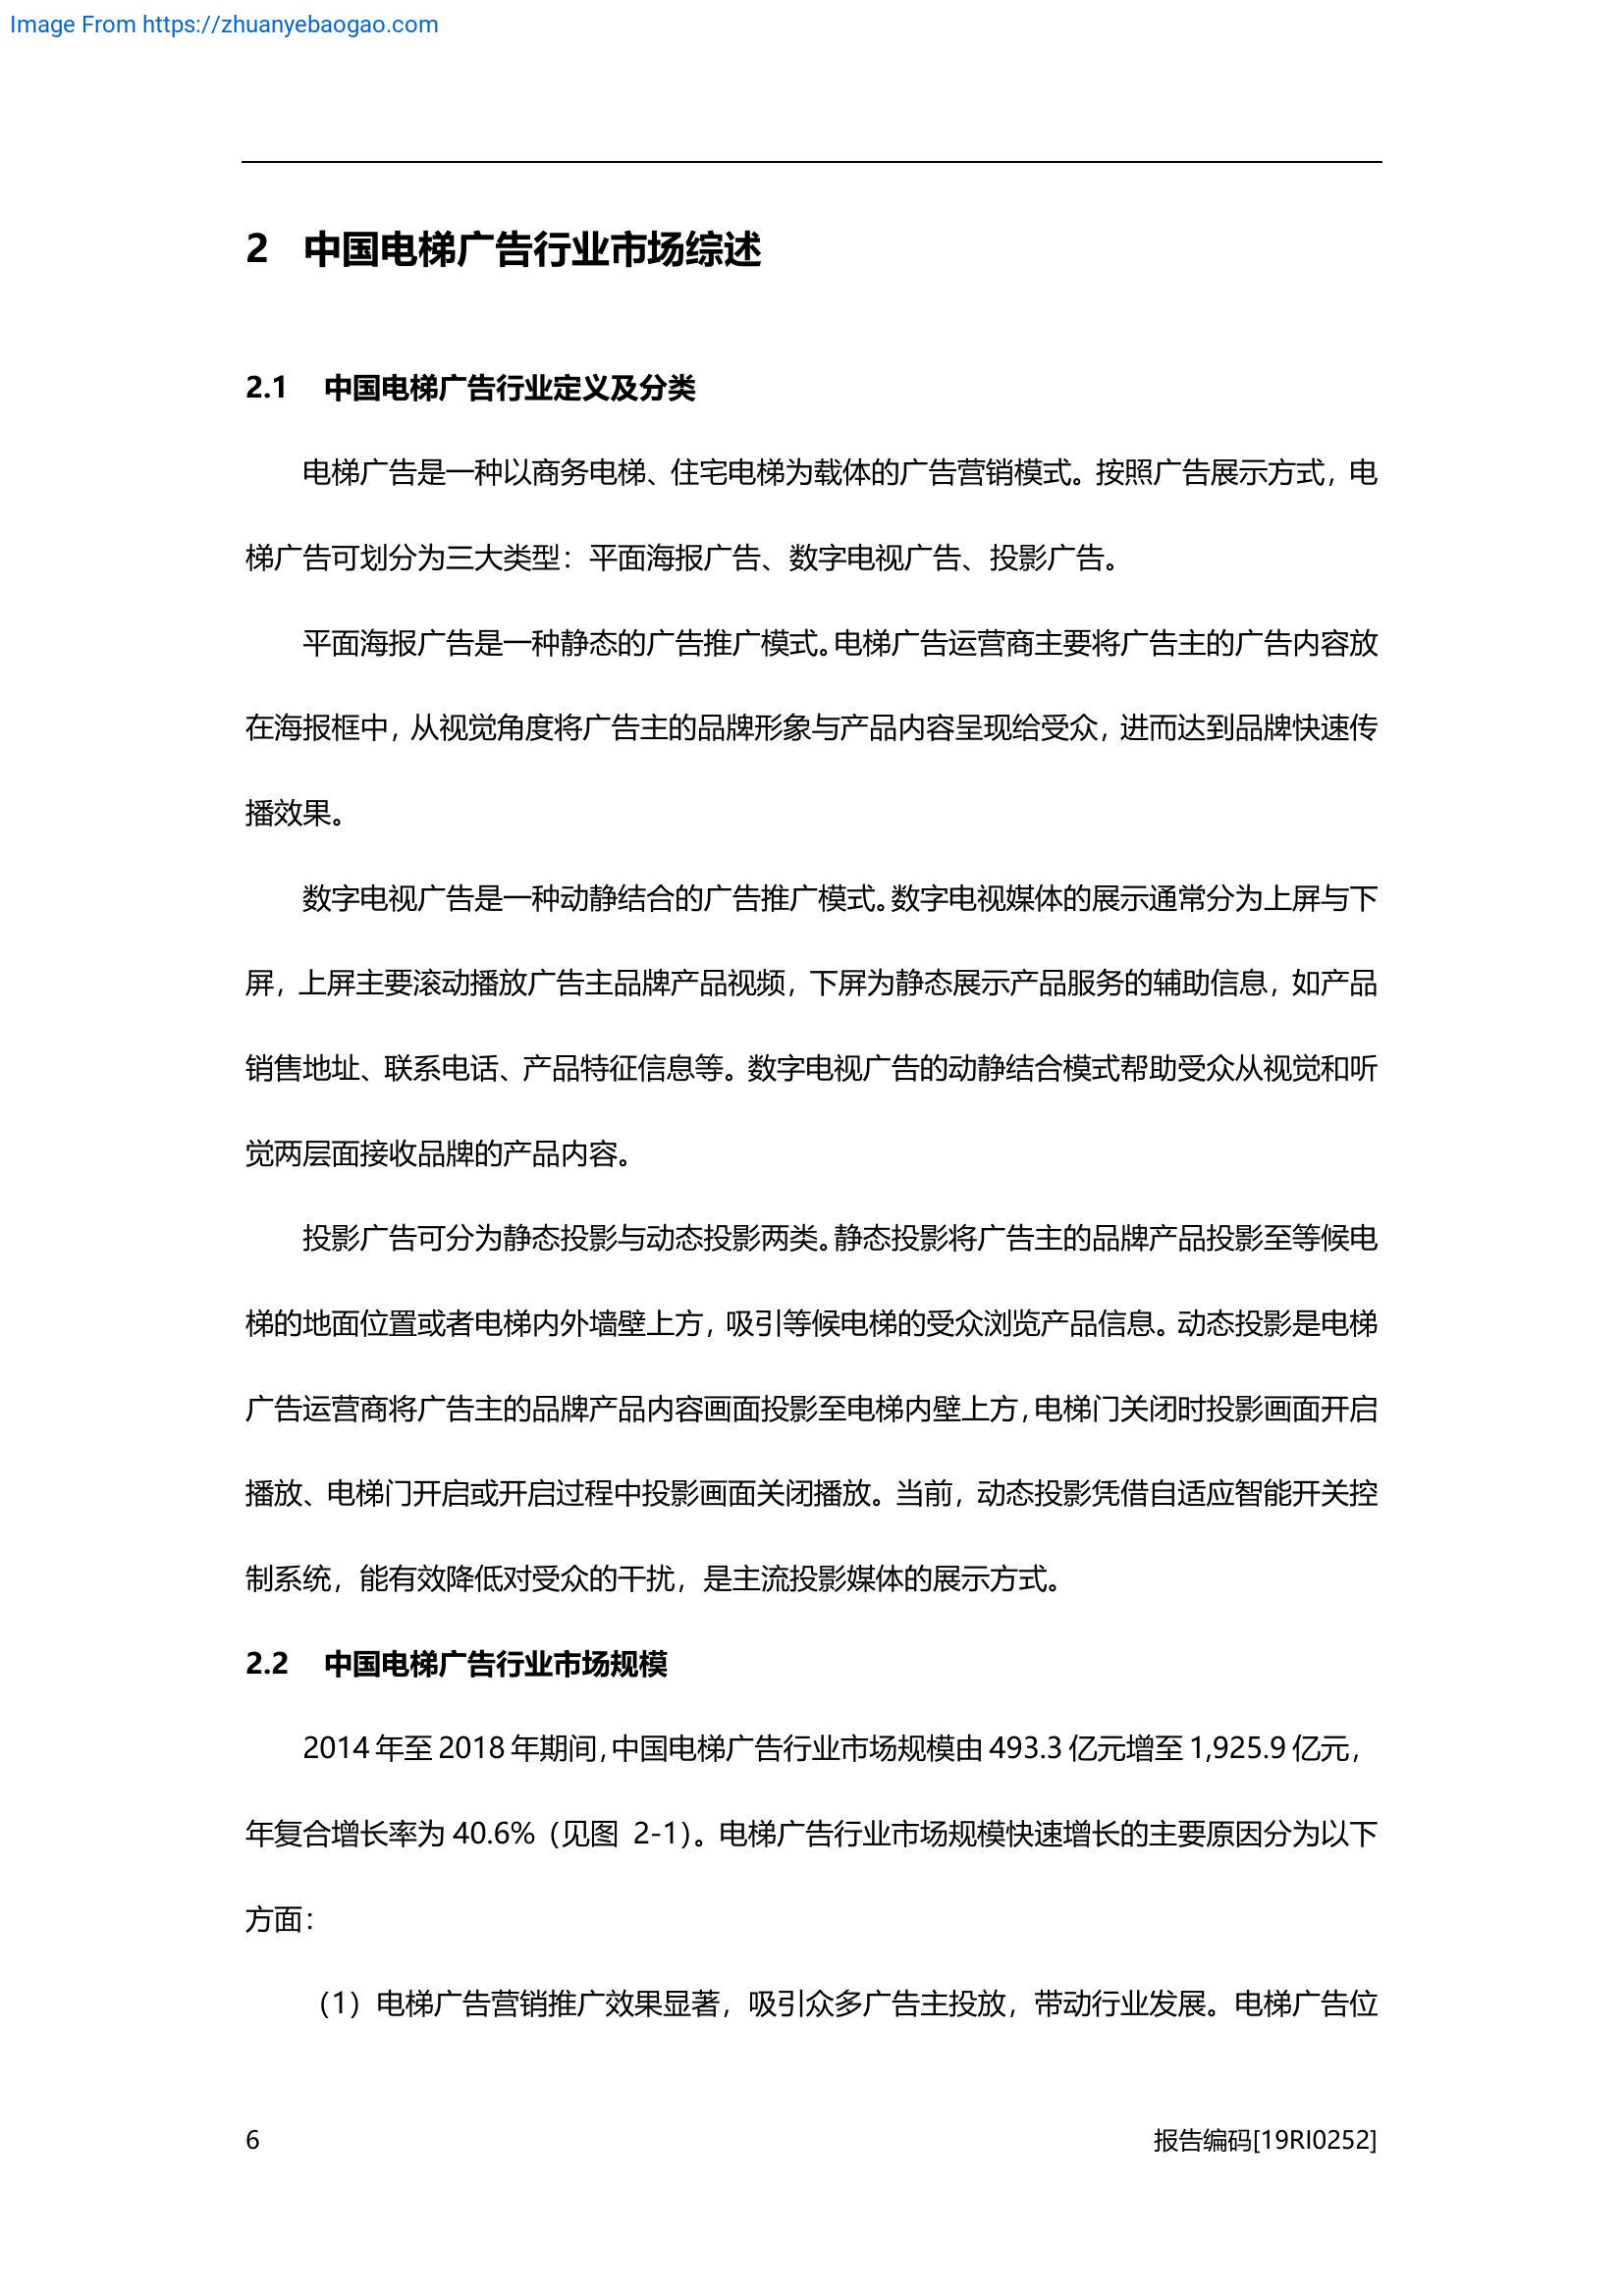 Image From https://zhuanyebaogao.com
2 中国电梯广告行业市场综述
2.1 中国电梯广告行业定义及分类
电梯广告是一种以商务电梯、住宅电梯为载体的广告营销模式。按照广告展示方式，电
梯广告可划分为三大类型：平面海报广告、数字电视广告、投影广告。
平面海报广告是一种静态的广告推广模式。电梯广告运营商主要将广告主的广告内容放
在海报框中，从视觉角度将广告主的品牌形象与产品内容呈现给受众，进而达到品牌快速传
播效果。
数字电视广告是一种动静结合的广告推广模式。数字电视媒体的展示通常分为上屏与下
屏，上屏主要滚动播放广告主品牌产品视频，下屏为静态展示产品服务的辅助信息，如产品
销售地址、联系电话、产品特征信息等。数字电视广告的动静结合模式帮助受众从视觉和听
觉两层面接收品牌的产品内容。
投影广告可分为静态投影与动态投影两类。静态投影将广告主的品牌产品投影至等候电
梯的地面位置或者电梯内外墙壁上方，吸引等候电梯的受众浏览产品信息。动态投影是电梯
广告运营商将广告主的品牌产品内容画面投影至电梯内壁上方，电梯门关闭时投影画面开启
播放、电梯门开启或开启过程中投影画面关闭播放。当前，动态投影凭借自适应智能开关控
制系统，能有效降低对受众的干扰，是主流投影媒体的展示方式。
2.2 中国电梯广告行业市场规模
2014 年至 2018 年期间，中国电梯广告行业市场规模由 493.3 亿元增至 1,925.9 亿元，
年复合增长率为 40.6%（见图 2-1）。电梯广告行业市场规模快速增长的主要原因分为以下
方面：
（1）电梯广告营销推广效果显著，吸引众多广告主投放，带动行业发展。电梯广告位
6 报告编码[19RI0252]